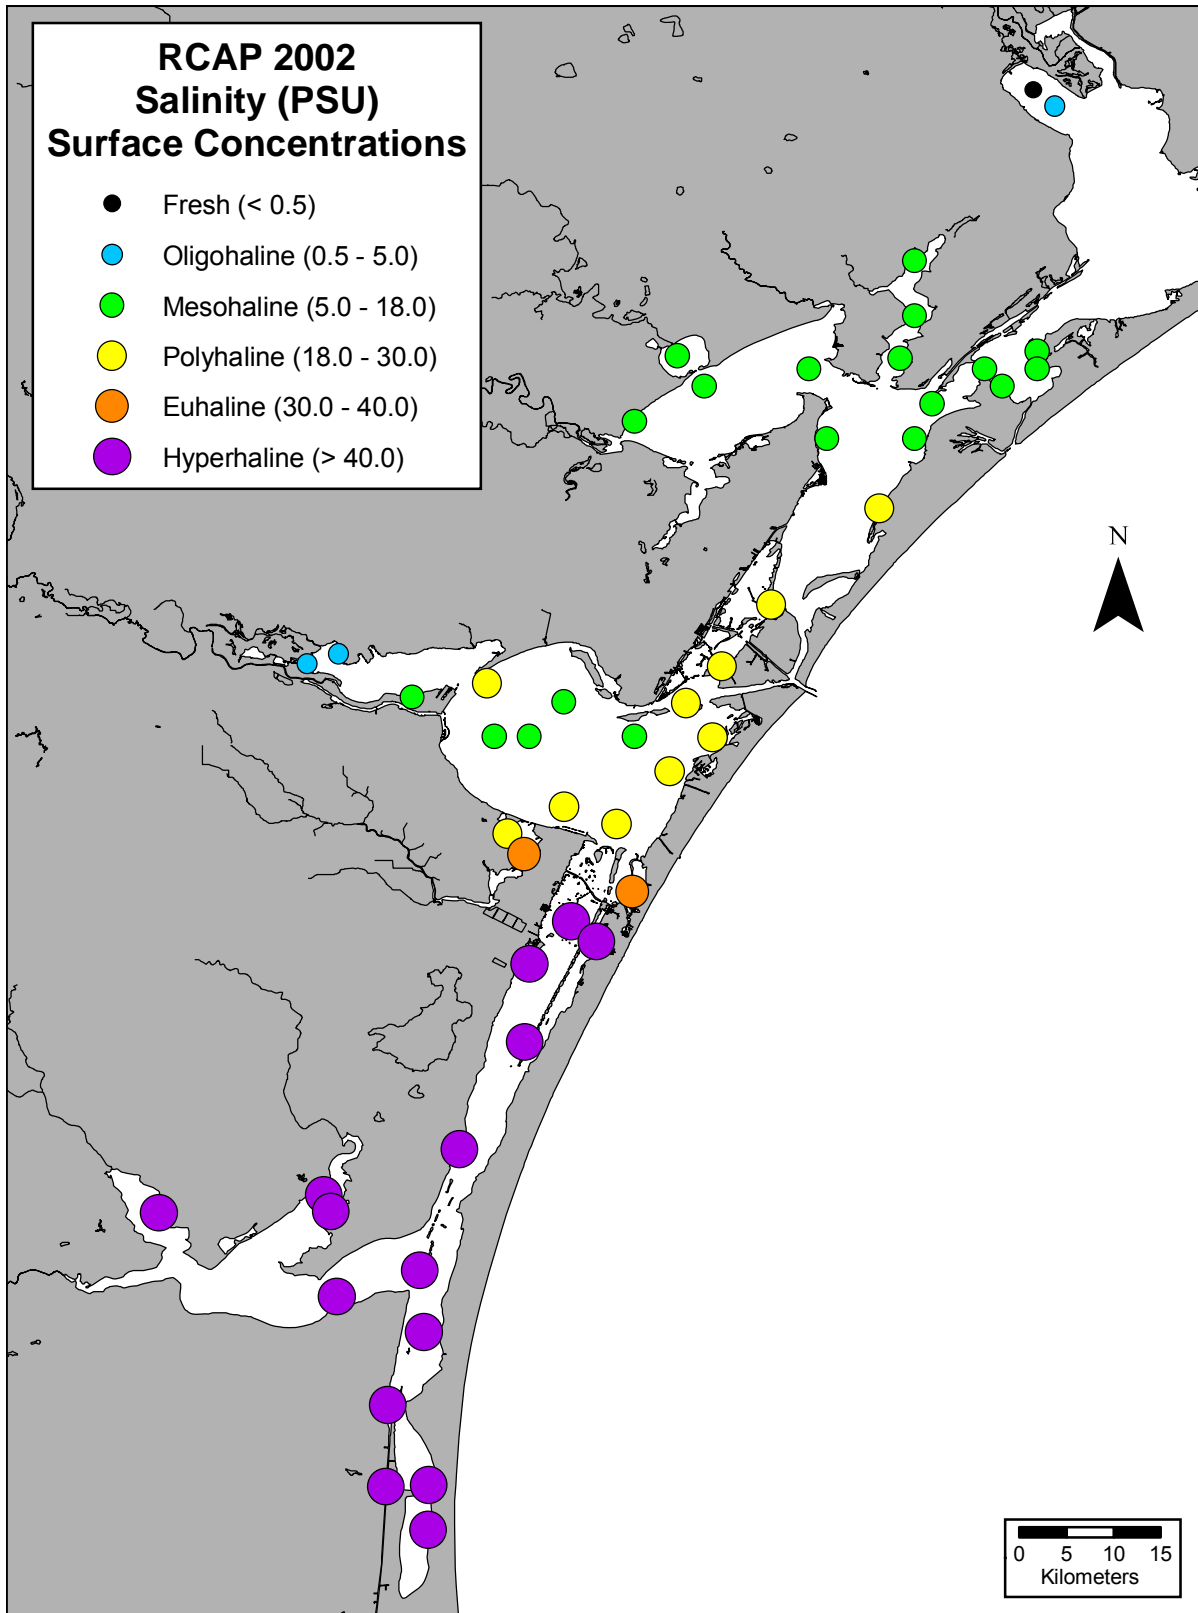 RCAP 2002
Salinity (PSU)
Surface Concentrations
Fresh (< 0.5)
Oligohaline (0.5 - 5.0)
Mesohaline (5.0 - 18.0)
Polyhaline (18.0 - 30.0)
Euhaline (30.0 - 40.0)
Hyperhaline (> 40.0)
N
0 5 10 15
Kilometers